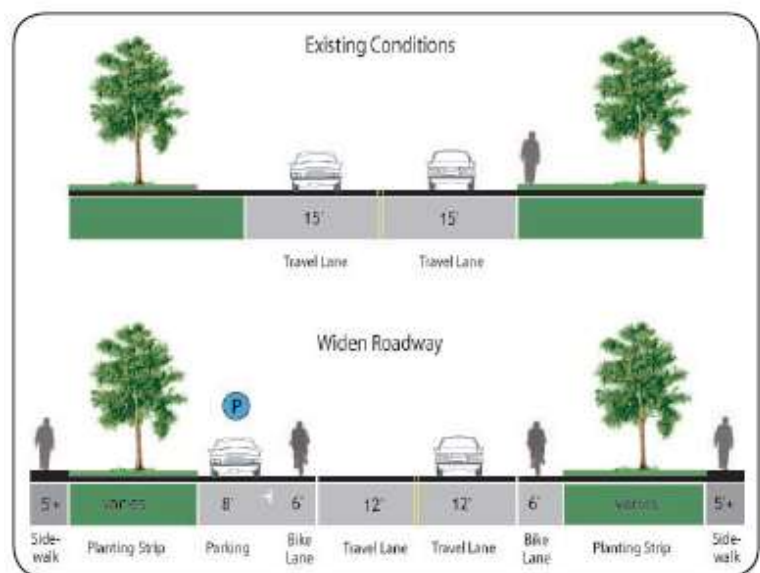 Existing Conditions
15' 15'
Travel Lane Travel Lane
Widen Roadway
P
5'+ varies 8' 6' 12' 12' 6' varies 5'+
Side-walk Planting Strip Parking Bike Lane Travel Lane Travel Lane Bike Lane Planting Strip Side-walk